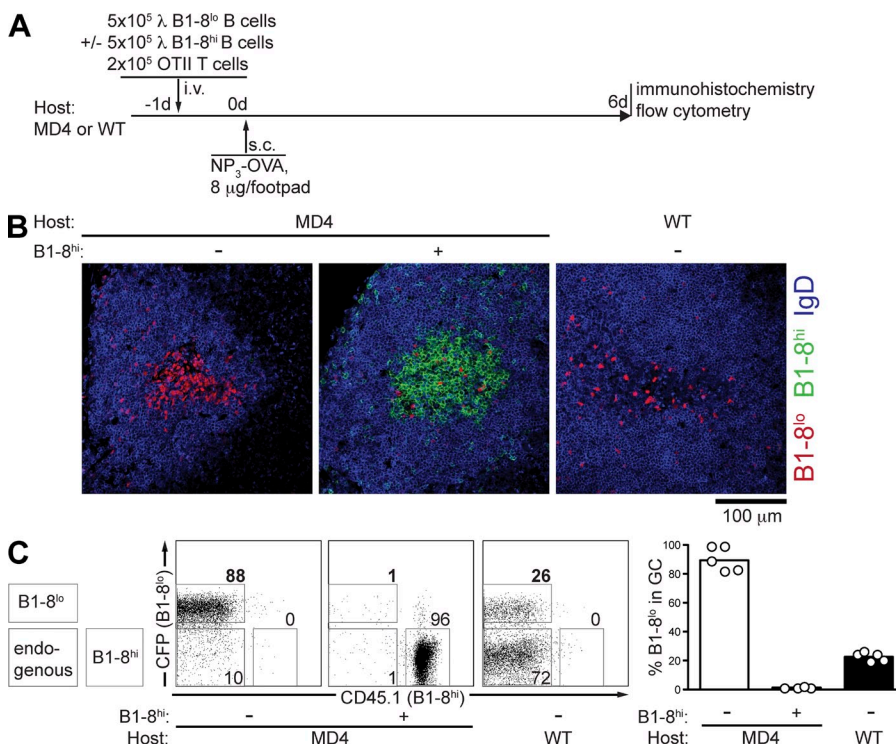 A
5x10⁵ λ B1-8ˡᵒ B cells
+/- 5x10⁵ λ B1-8ʰⁱ B cells
2x10⁵ OTII T cells
i.v.
Host:
MD4 or WT
-1d
0d
6d
immunohistochemistry
flow cytometry
s.c.
NP₃-OVA,
8 μg/footpad
B
Host:
MD4
WT
B1-8ʰⁱ:
-
+
-
B1-8ˡᵒ B1-8ʰⁱ IgD
100 μm
C
B1-8ˡᵒ
endo-
genous
B1-8ʰⁱ
CFP (B1-8ˡᵒ)
88
0
10
1
96
1
26
0
72
CD45.1 (B1-8ʰⁱ)
B1-8ʰⁱ:
-
+
-
Host:
MD4
WT
% B1-8ˡᵒ in GC
100
80
60
40
20
0
B1-8ʰⁱ:
-
+
-
Host:
MD4
WT